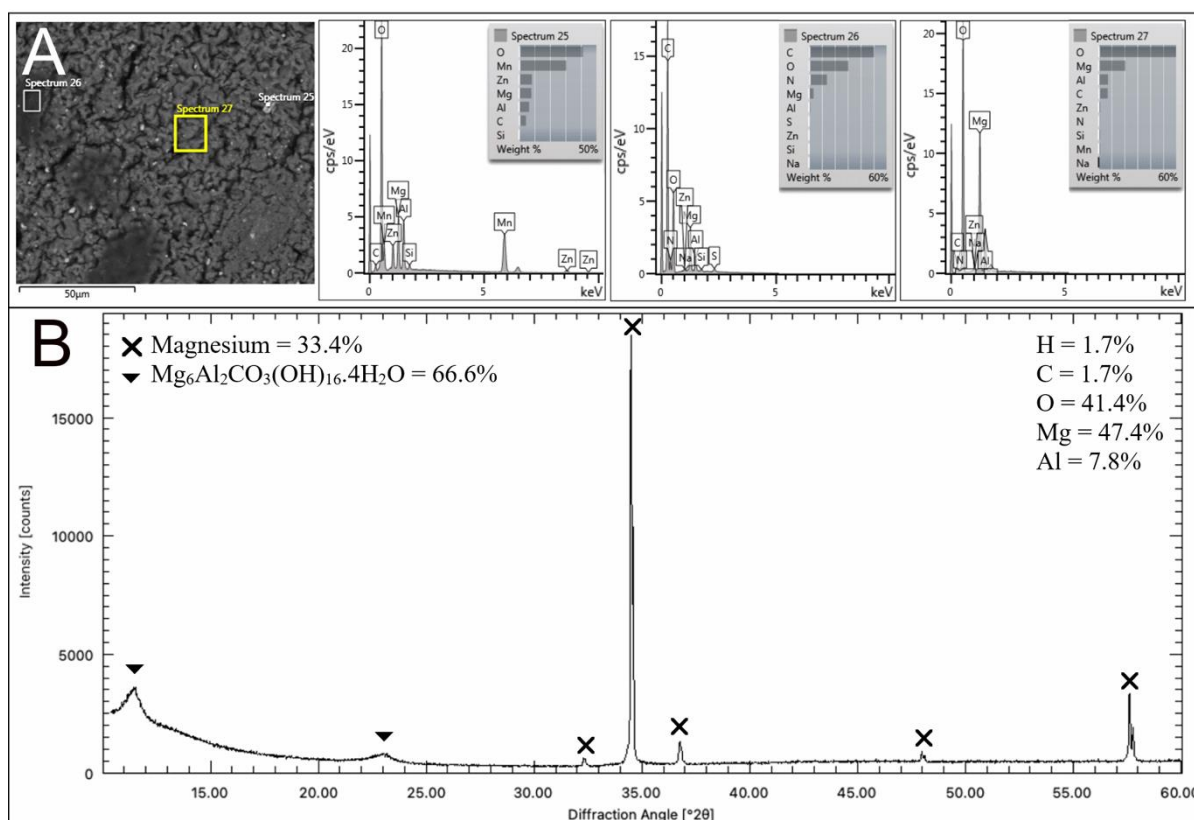 A
Spectrum 26
Spectrum 25
Spectrum 27
50µm
20
15
10
5
0
cps/eV
O
Mn
Zn
C
Mg
Al
Si
Mn
Zn
Zn
0
5
keV
Spectrum 25
O
Mn
Zn
Mg
Al
C
Si
Weight % 50%
15
10
5
0
cps/eV
C
O
N
Zn
Mg
Al
Na
Si
S
0
5
keV
Spectrum 26
C
O
N
Mg
Al
S
Zn
Si
Weight % 60%
20
15
10
5
0
cps/eV
O
Mg
Zn
C
Na
N
Al
0
5
keV
Spectrum 27
O
Mg
Al
C
Zn
N
Si
Mn
Na
Weight % 60%
B
Magnesium = 33.4%
Mg₆Al₂CO₃(OH)₁₆.4H₂O = 66.6%
H = 1.7%
C = 1.7%
O = 41.4%
Mg = 47.4%
Al = 7.8%
15000
10000
5000
0
Intensity [counts]
15.00 20.00 25.00 30.00 35.00 40.00 45.00 50.00 55.00 60.00
Diffraction Angle [°2θ]